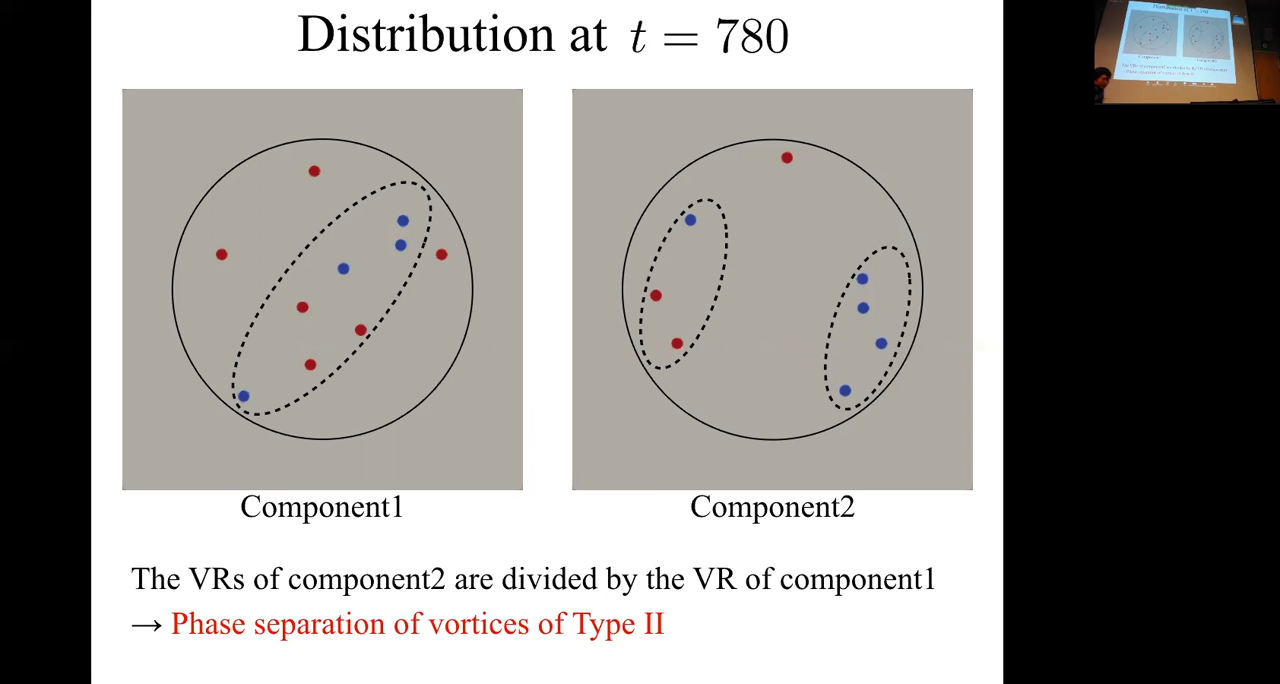 Distribution at t = 780
Component1
Component2
The VRs of component2 are divided by the VR of component1
→ Phase separation of vortices of Type II